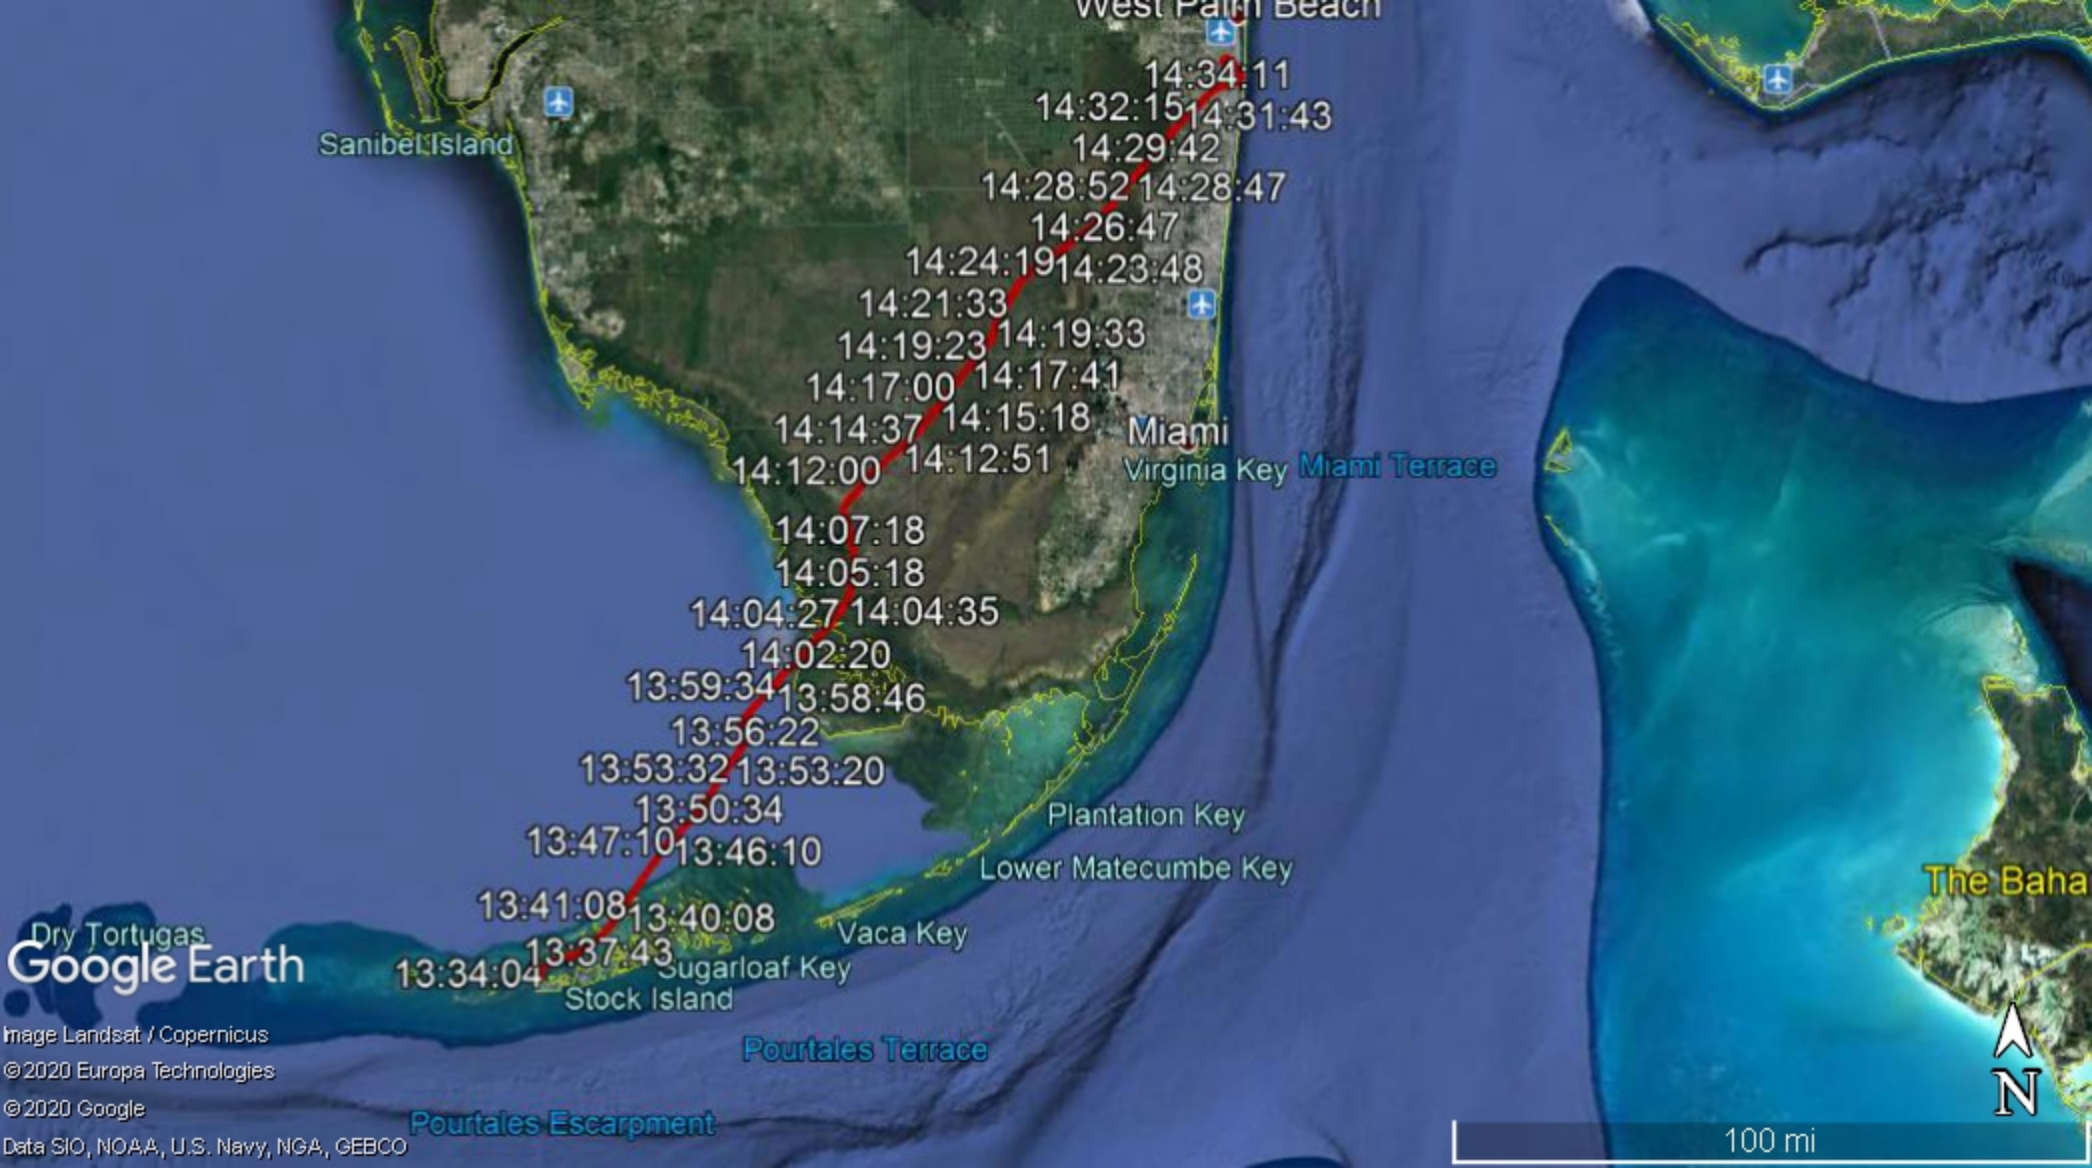 West Palm Beach
14:34:11
14:32:15 14:31:43
Sanibel Island
14:29:42
14:28:52 14:28:47
14:26:47
14:24:19 14:23:48
14:21:33
14:19:23 14:19:33
14:17:00 14:17:41
14:14:37 14:15:18
Miami
14:12:00 14:12:51
Virginia Key
Miami Terrace
14:07:18
14:05:18
14:04:27 14:04:35
14:02:20
13:59:34 13:58:46
13:56:22
13:53:32 13:53:20
13:50:34
Plantation Key
13:47:10 13:46:10
Lower Matecumbe Key
The Baha
13:41:08 13:40:08
Dry Tortugas
Vaca Key
13:37:43
13:34:04
Sugarloaf Key
Stock Island
Google Earth
Image Landsat / Copernicus
Pourtales Terrace
© 2020 Europa Technologies
© 2020 Google
Pourtales Escarpment
N
100 mi
Data SIO, NOAA, U.S. Navy, NGA, GEBCO